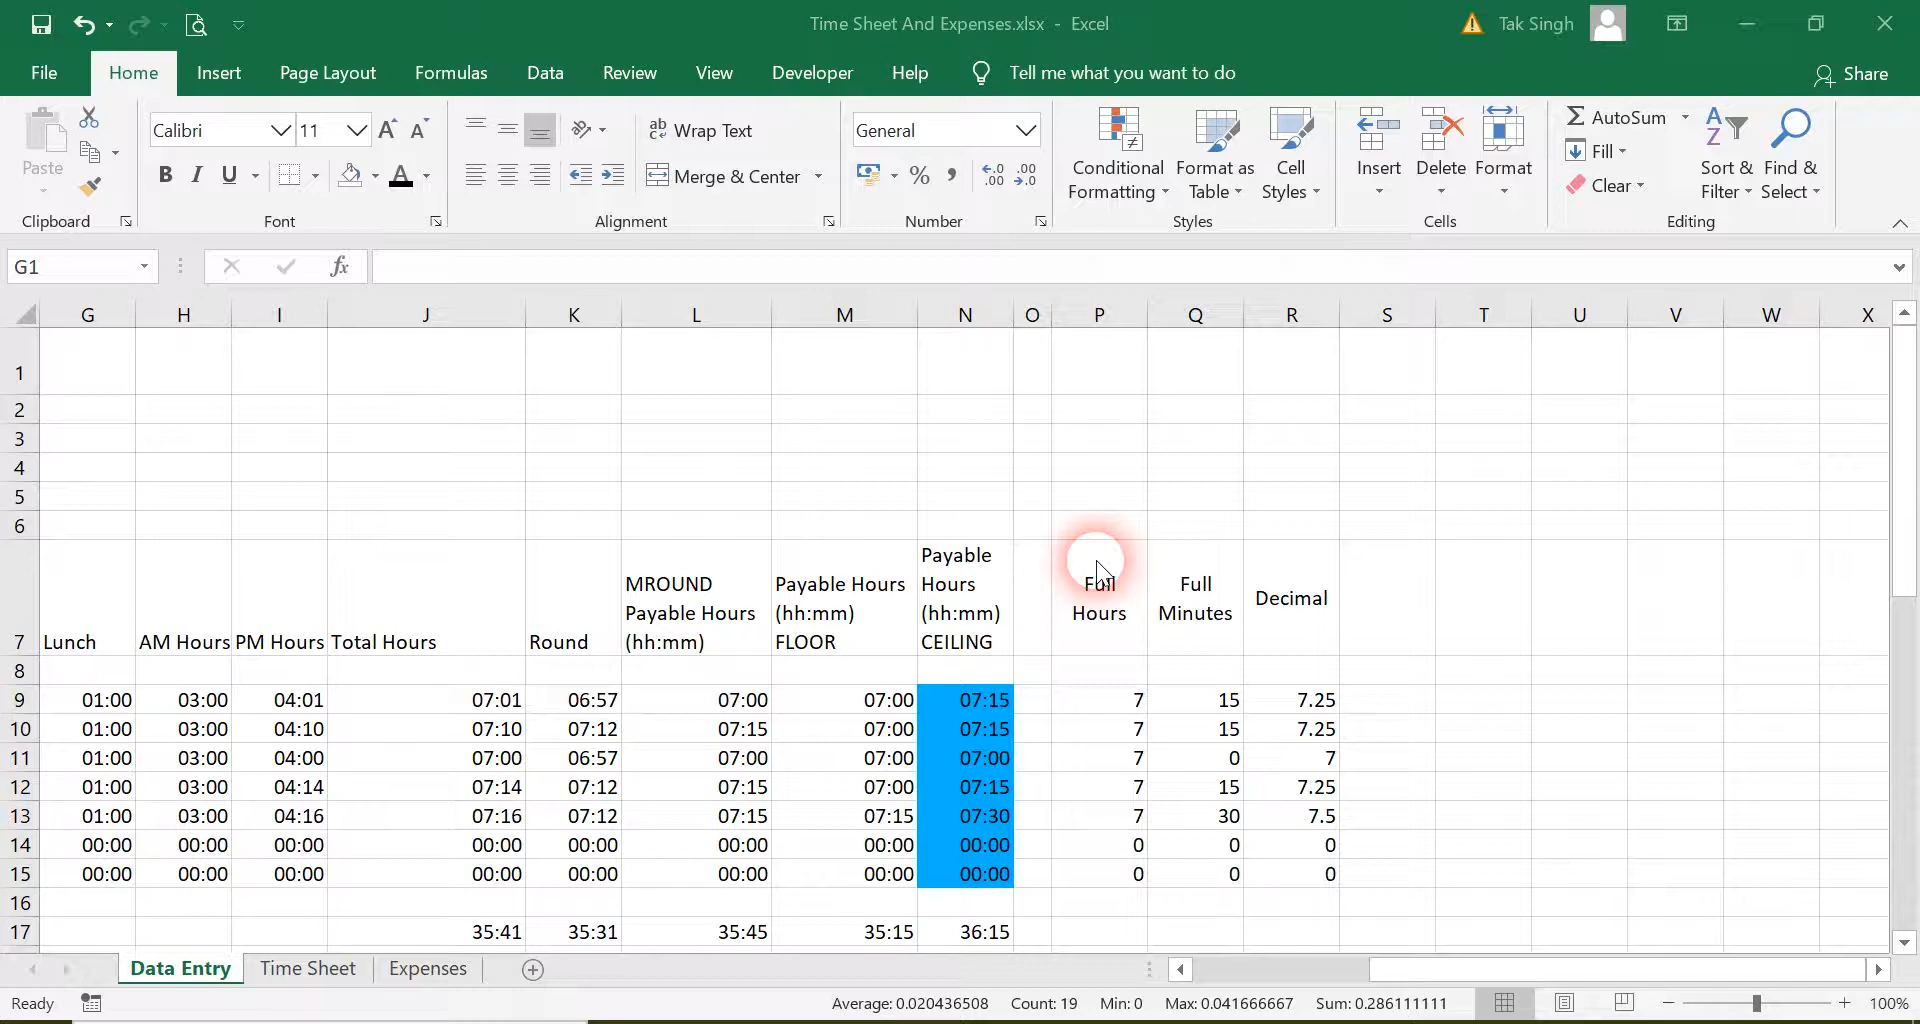 Time Sheet And Expenses.xlsx - Excel
Tak Singh
File Home Insert Page Layout Formulas Data Review View Developer Help Tell me what you want to do Share
Paste
Clipboard
Calibri 11
B I U
Font
Wrap Text
Merge & Center
Alignment
General
Number
Conditional Formatting
Format as Table
Cell Styles
Styles
Insert Delete Format
Cells
AutoSum
Fill
Clear
Sort & Filter
Find & Select
Editing
G1
fx
G H I J K L M N O P Q R S T U V W X
1
2
3
4
5
6
7 Lunch AM Hours PM Hours Total Hours Round MROUND Payable Hours (hh:mm) Payable Hours (hh:mm) FLOOR Payable Hours (hh:mm) CEILING Full Hours Full Minutes Decimal
8
9 01:00 03:00 04:01 07:01 06:57 07:00 07:00 07:15 7 15 7.25
10 01:00 03:00 04:10 07:10 07:12 07:15 07:00 07:15 7 15 7.25
11 01:00 03:00 04:00 07:00 06:57 07:00 07:00 07:00 7 0 7
12 01:00 03:00 04:14 07:14 07:12 07:15 07:00 07:15 7 15 7.25
13 01:00 03:00 04:16 07:16 07:12 07:15 07:15 07:30 7 30 7.5
14 00:00 00:00 00:00 00:00 00:00 00:00 00:00 00:00 0 0 0
15 00:00 00:00 00:00 00:00 00:00 00:00 00:00 00:00 0 0 0
16
17 35:41 35:31 35:45 35:15 36:15
Data Entry Time Sheet Expenses
Ready Average: 0.020436508 Count: 19 Min: 0 Max: 0.041666667 Sum: 0.286111111 100%